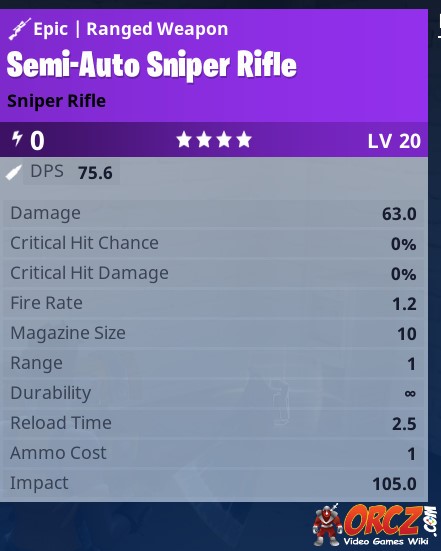 Epic | Ranged Weapon
Semi-Auto Sniper Rifle
Sniper Rifle
0 ★★★★ LV 20
DPS 75.6
Damage 63.0
Critical Hit Chance 0%
Critical Hit Damage 0%
Fire Rate 1.2
Magazine Size 10
Range 1
Durability ∞
Reload Time 2.5
Ammo Cost 1
Impact 105.0
ORCZ.COM
Video Games Wiki